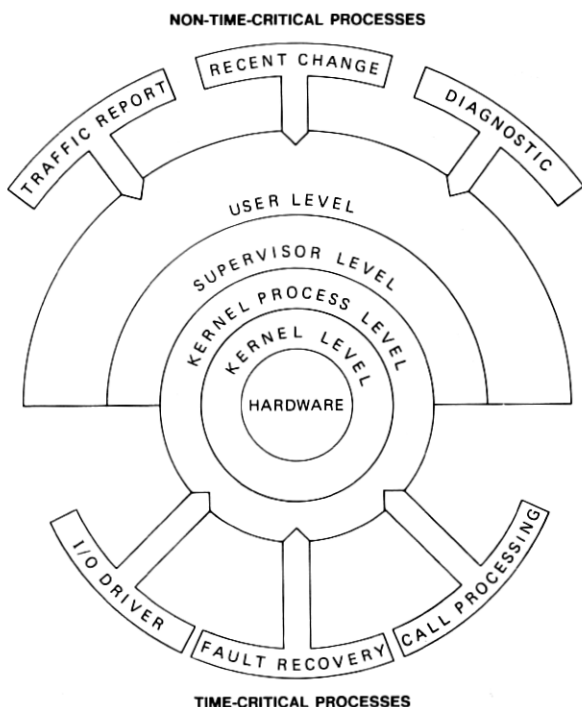 NON-TIME-CRITICAL PROCESSES
TRAFFIC REPORT
RECENT CHANGE
DIAGNOSTIC
USER LEVEL
SUPERVISOR LEVEL
KERNEL PROCESS LEVEL
KERNEL LEVEL
HARDWARE
I/O DRIVER
FAULT RECOVERY
CALL PROCESSING
TIME-CRITICAL PROCESSES